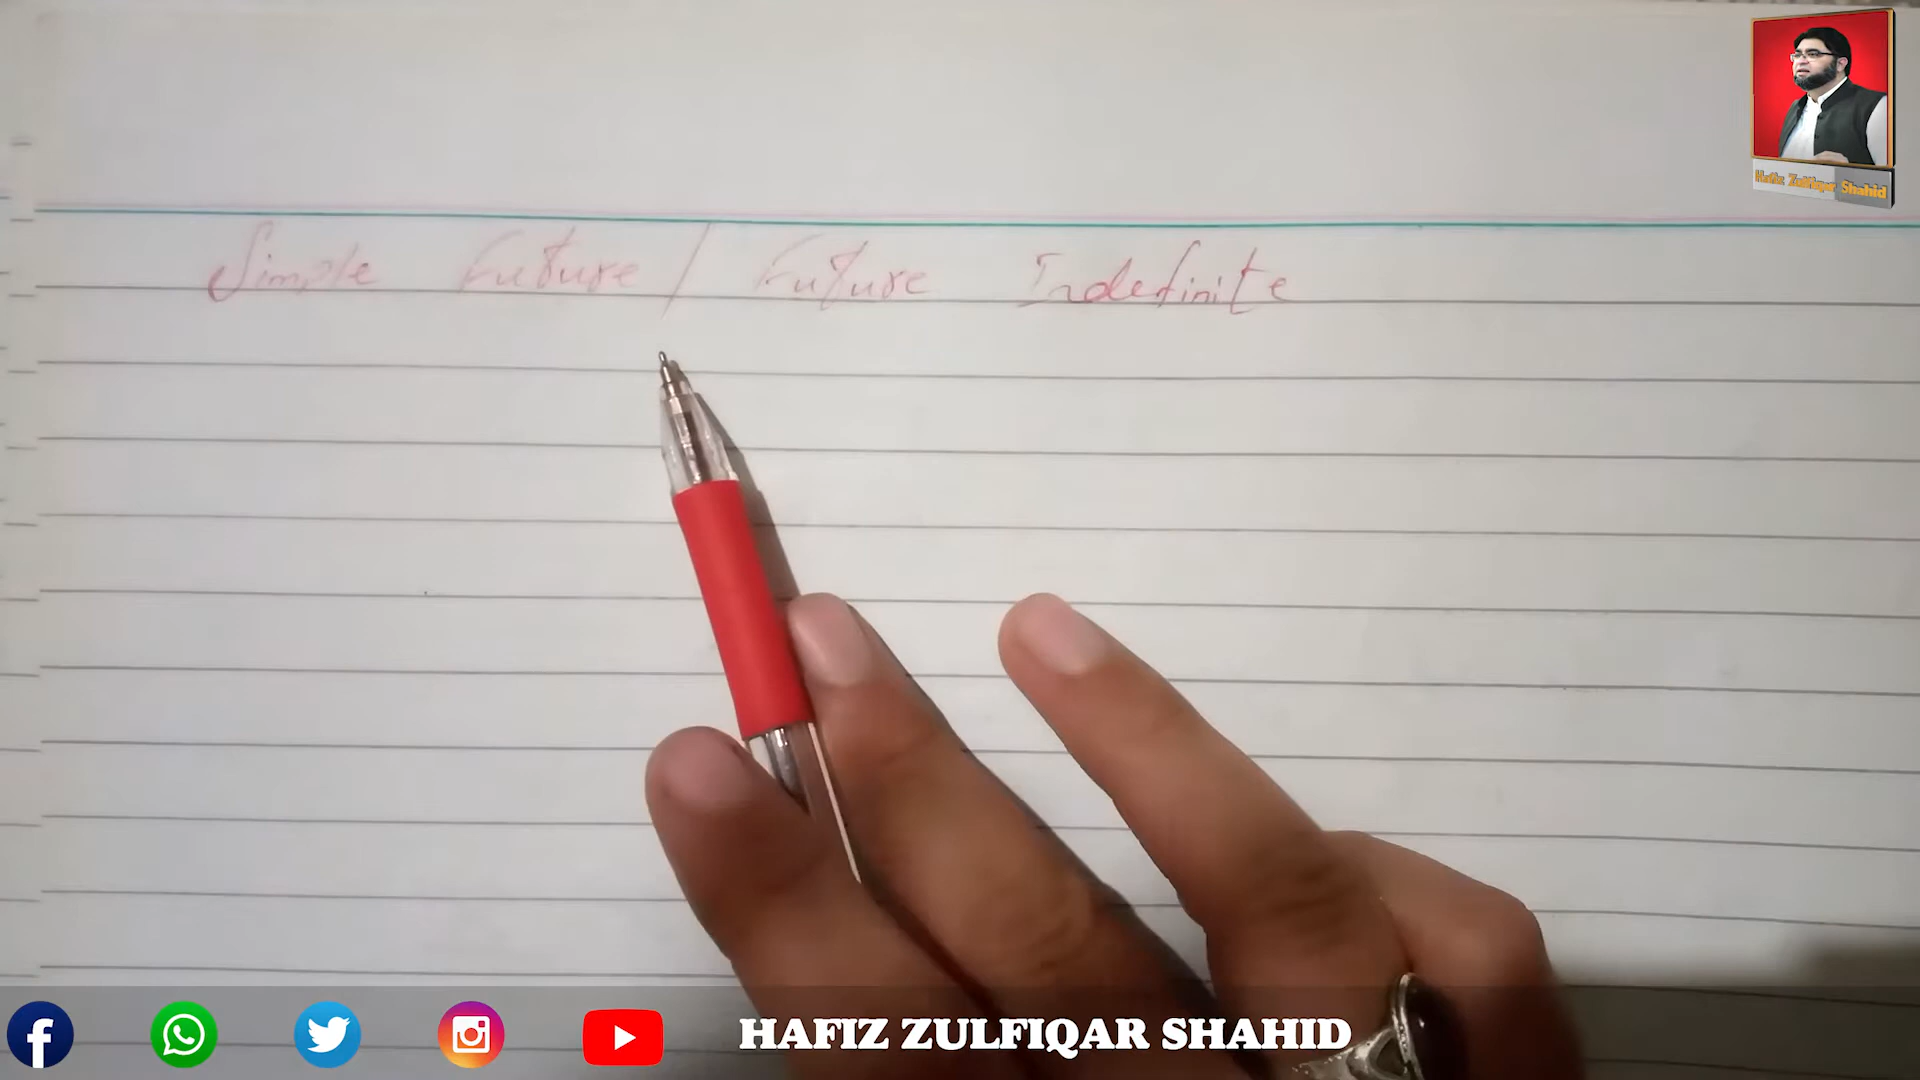 Hafiz Zulfiqar Shahid
Simple Future / Future Indefinite
HAFIZ ZULFIQAR SHAHID